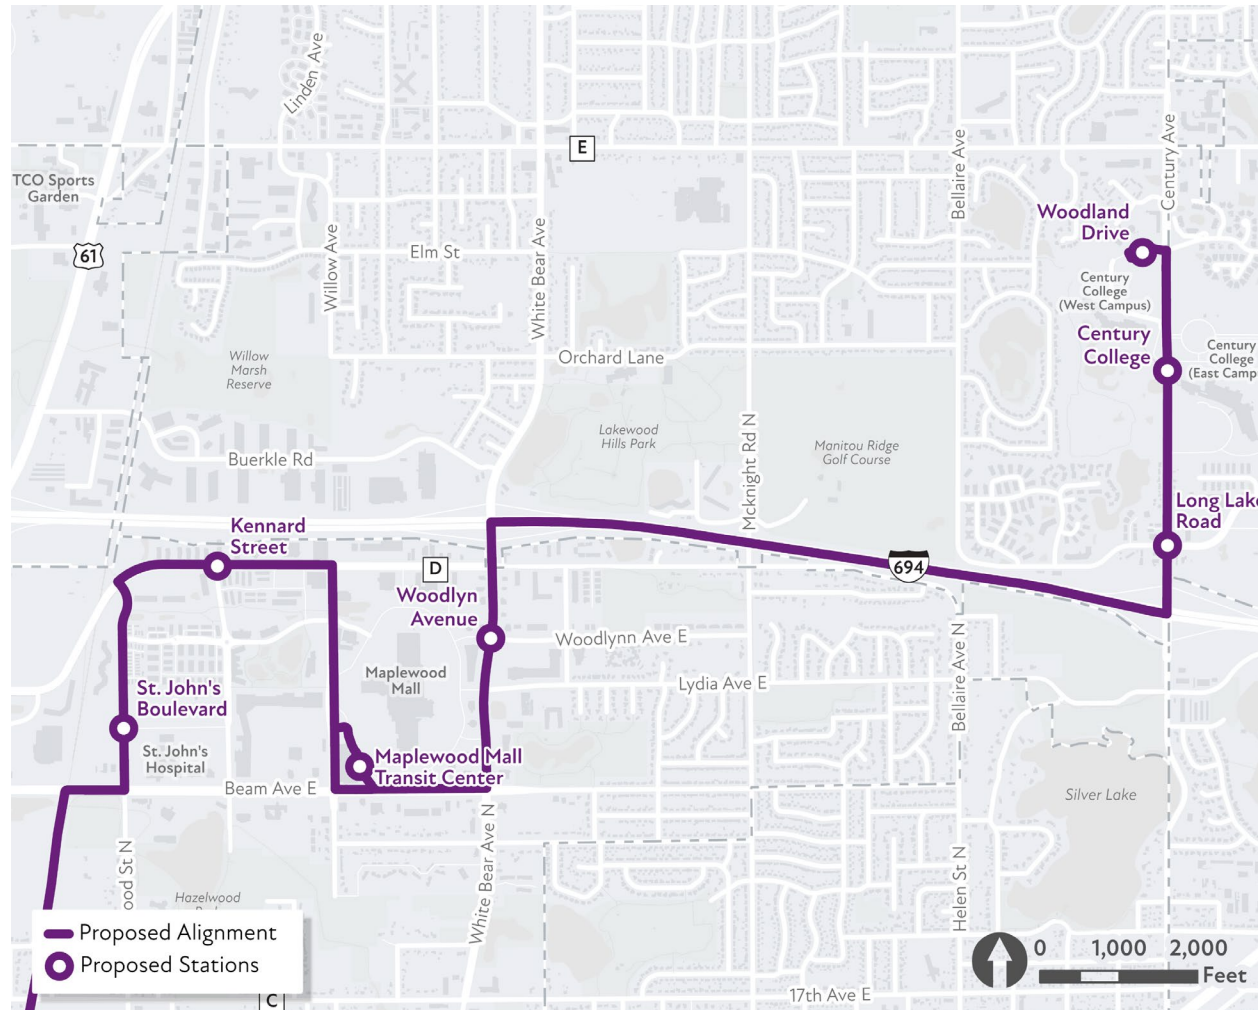 Linden Ave
E
TCO Sports
Garden
61
Willow Ave
Elm St
White Bear Ave
Bellaire Ave
Century Ave
Woodland
Drive
Century
College
(West Campus)
Century
College
Century
College
(East Camp
Willow
Marsh
Reserve
Orchard Lane
Lakewood
Hills Park
Mcknight Rd N
Manitou Ridge
Golf Course
Buerkle Rd
Long Lake
Road
Kennard
Street
D
694
Woodlyn
Avenue
Woodlynn Ave E
Maplewood
Mall
Lydia Ave E
Bellaire Ave N
St. John's
Boulevard
St. John's
Hospital
Maplewood Mall
Transit Center
Beam Ave E
Silver Lake
ood St N
White Bear Ave N
Helen St N
Hazelwood
Proposed Alignment
Proposed Stations
C
17th Ave E
0 1,000 2,000
Feet